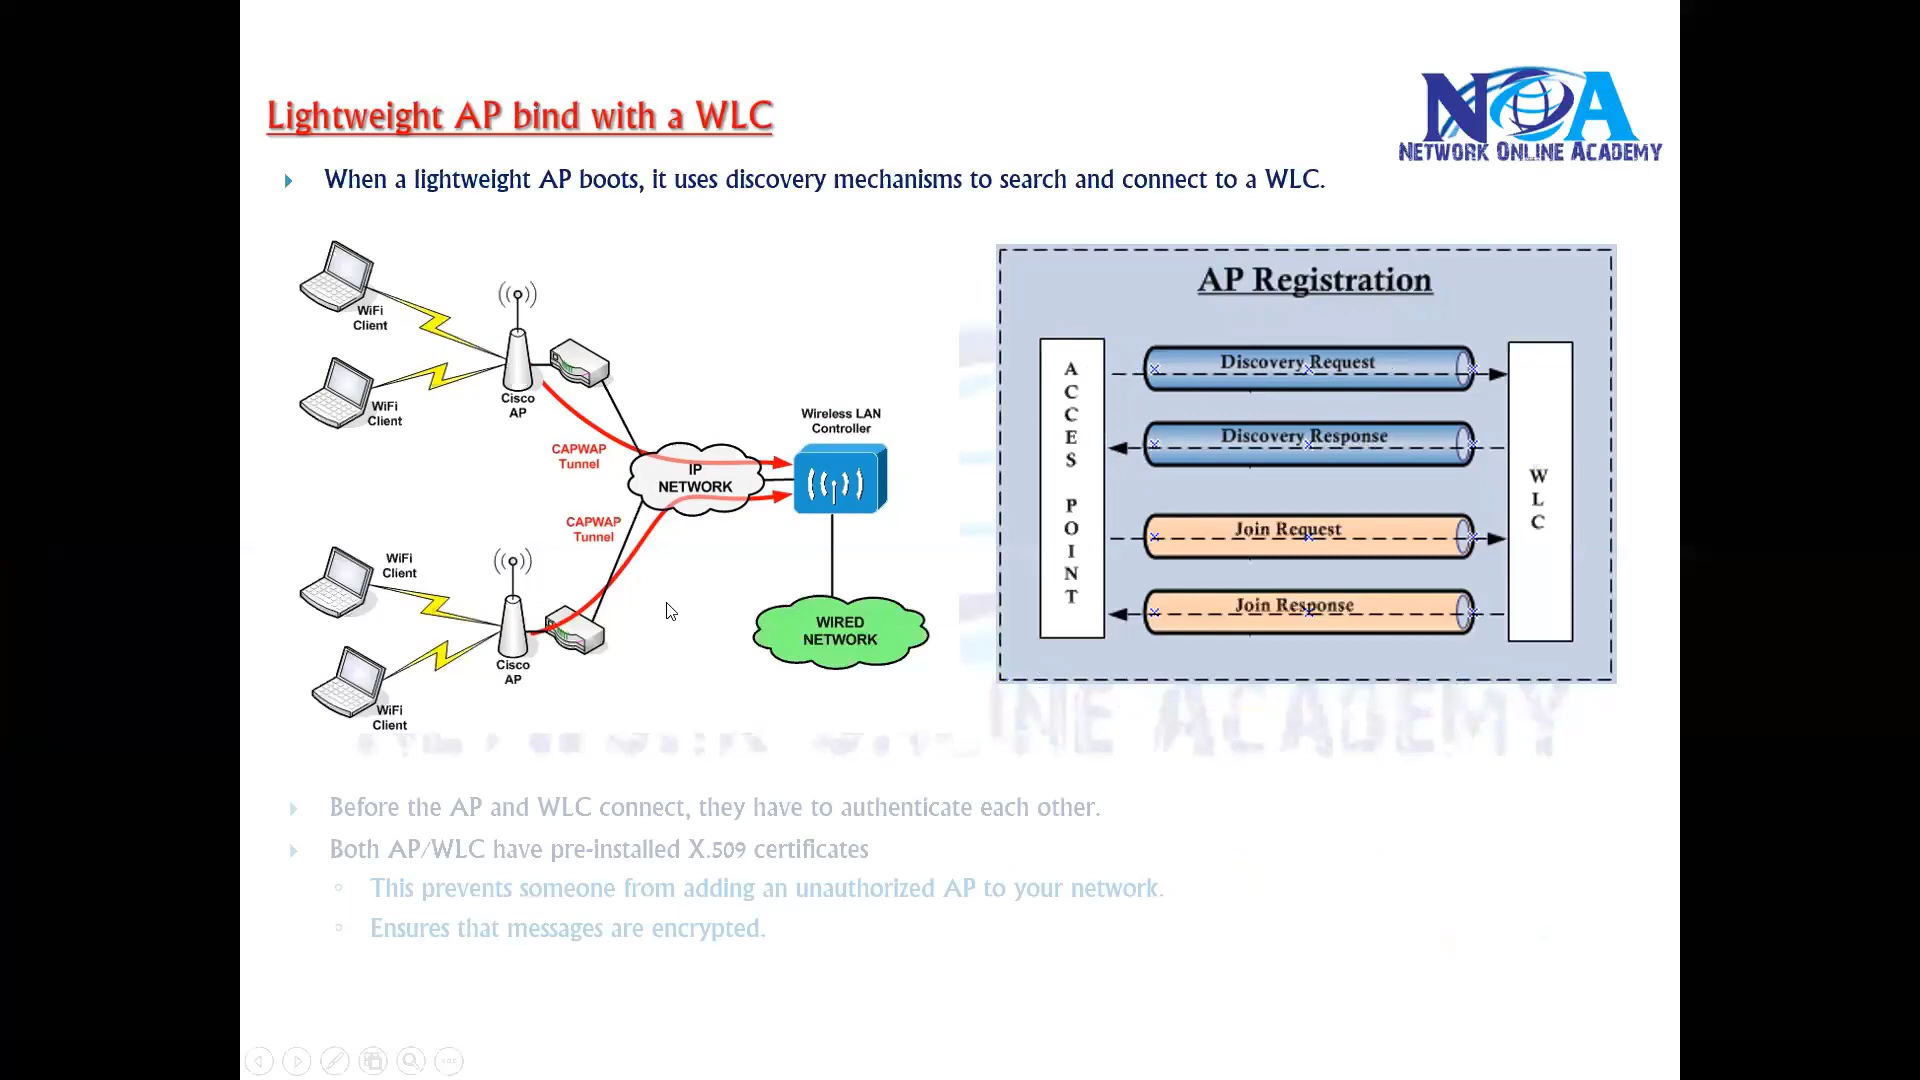 Lightweight AP bind with a WLC
NOA
NETWORK ONLINE ACADEMY
When a lightweight AP boots, it uses discovery mechanisms to search and connect to a WLC.
WiFi
Client
WiFi
Client
Cisco
AP
CAPWAP
Tunnel
IP
NETWORK
Wireless LAN
Controller
CAPWAP
Tunnel
WiFi
Client
WiFi
Client
Cisco
AP
WIRED
NETWORK
AP Registration
ACCESS POINT
Discovery Request
Discovery Response
Join Request
Join Response
WLC
NETWORK ONLINE ACADEMY
Before the AP and WLC connect, they have to authenticate each other.
Both AP/WLC have pre-installed X.509 certificates
This prevents someone from adding an unauthorized AP to your network.
Ensures that messages are encrypted.